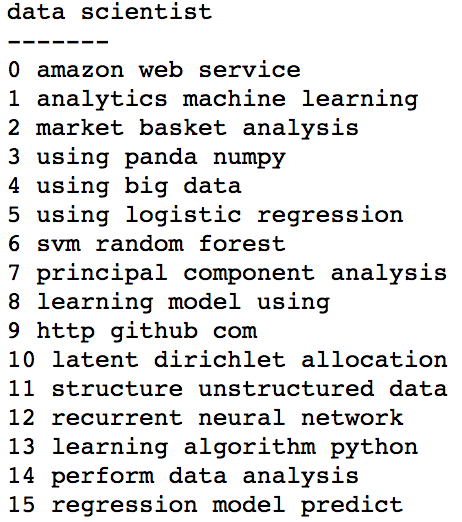 data scientist
-------
0 amazon web service
1 analytics machine learning
2 market basket analysis
3 using panda numpy
4 using big data
5 using logistic regression
6 svm random forest
7 principal component analysis
8 learning model using
9 http github com
10 latent dirichlet allocation
11 structure unstructured data
12 recurrent neural network
13 learning algorithm python
14 perform data analysis
15 regression model predict